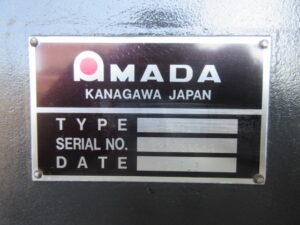 AMADA
KANAGAWA JAPAN
TYPE
SERIAL NO.
DATE